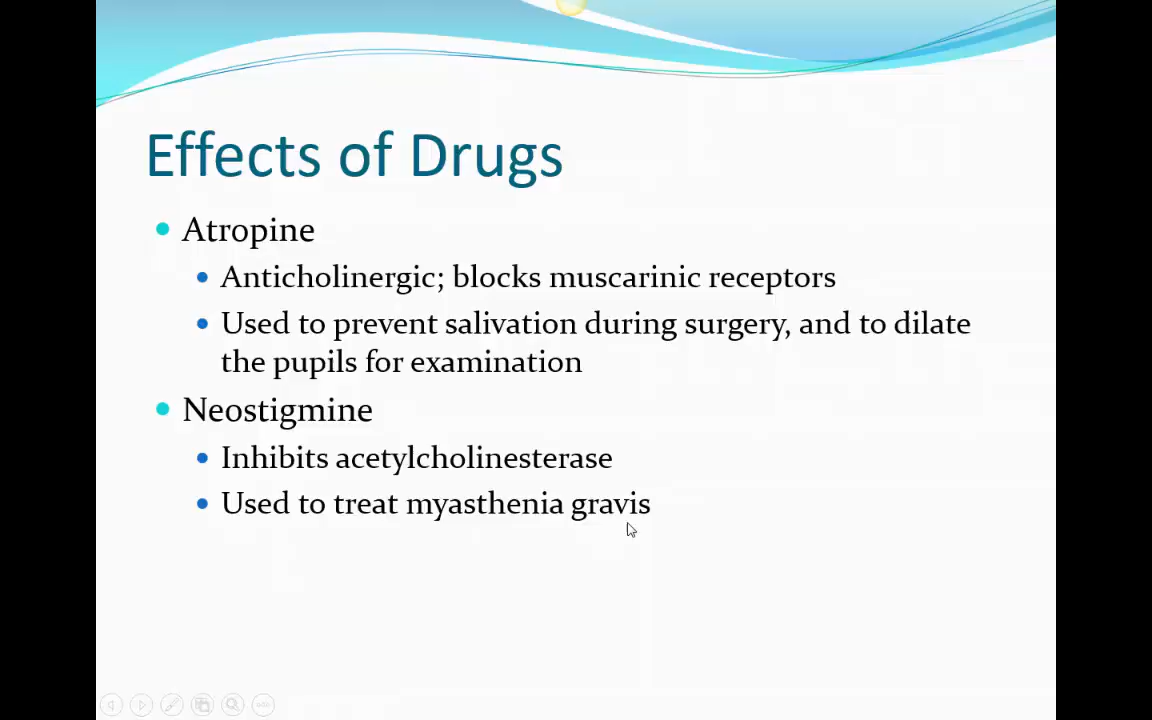 Effects of Drugs
Atropine
Anticholinergic; blocks muscarinic receptors
Used to prevent salivation during surgery, and to dilate
the pupils for examination
Neostigmine
Inhibits acetylcholinesterase
Used to treat myasthenia gravis